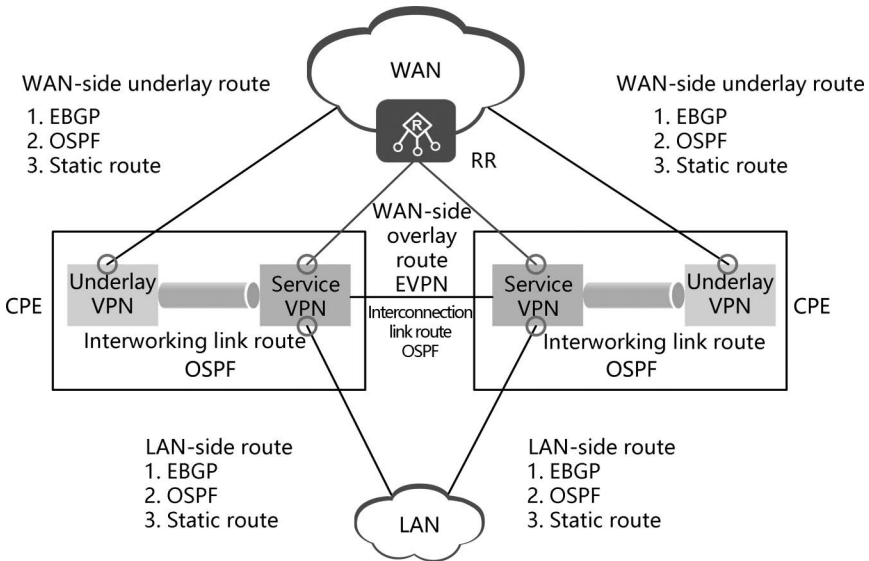 WAN
WAN-side underlay route
1. EBGP
2. OSPF
3. Static route
WAN-side underlay route
1. EBGP
2. OSPF
3. Static route
R
RR
WAN-side
overlay
route
EVPN
CPE
Underlay
VPN
Service
VPN
Interworking link route
OSPF
Interconnection
link route
OSPF
Service
VPN
Underlay
VPN
CPE
Interworking link route
OSPF
LAN-side route
1. EBGP
2. OSPF
3. Static route
LAN-side route
1. EBGP
2. OSPF
3. Static route
LAN